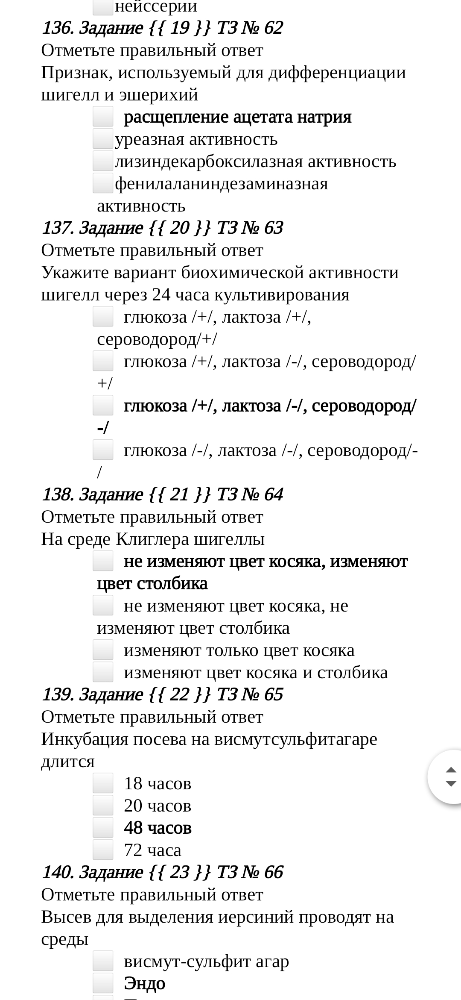 нейссерии
136. Задание {{ 19 }} ТЗ № 62
Отметьте правильный ответ
Признак, используемый для дифференциации
шигелл и эшерихий
расщепление ацетата натрия
уреазная активность
лизиндекарбоксилазная активность
фенилаланиндезаминазная
активность
137. Задание {{ 20 }} ТЗ № 63
Отметьте правильный ответ
Укажите вариант биохимической активности
шигелл через 24 часа культивирования
глюкоза /+/, лактоза /+/,
сероводород/+/
глюкоза /+/, лактоза /-/, сероводород/
+/
глюкоза /+/, лактоза /-/, сероводород/
-/
глюкоза /-/, лактоза /-/, сероводород/-
/
138. Задание {{ 21 }} ТЗ № 64
Отметьте правильный ответ
На среде Клиглера шигеллы
не изменяют цвет косяка, изменяют
цвет столбика
не изменяют цвет косяка, не
изменяют цвет столбика
изменяют только цвет косяка
изменяют цвет косяка и столбика
139. Задание {{ 22 }} ТЗ № 65
Отметьте правильный ответ
Инкубация посева на висмутсульфитагаре
длится
18 часов
20 часов
48 часов
72 часа
140. Задание {{ 23 }} ТЗ № 66
Отметьте правильный ответ
Высев для выделения иерсиний проводят на
среды
висмут-сульфит агар
Эндо